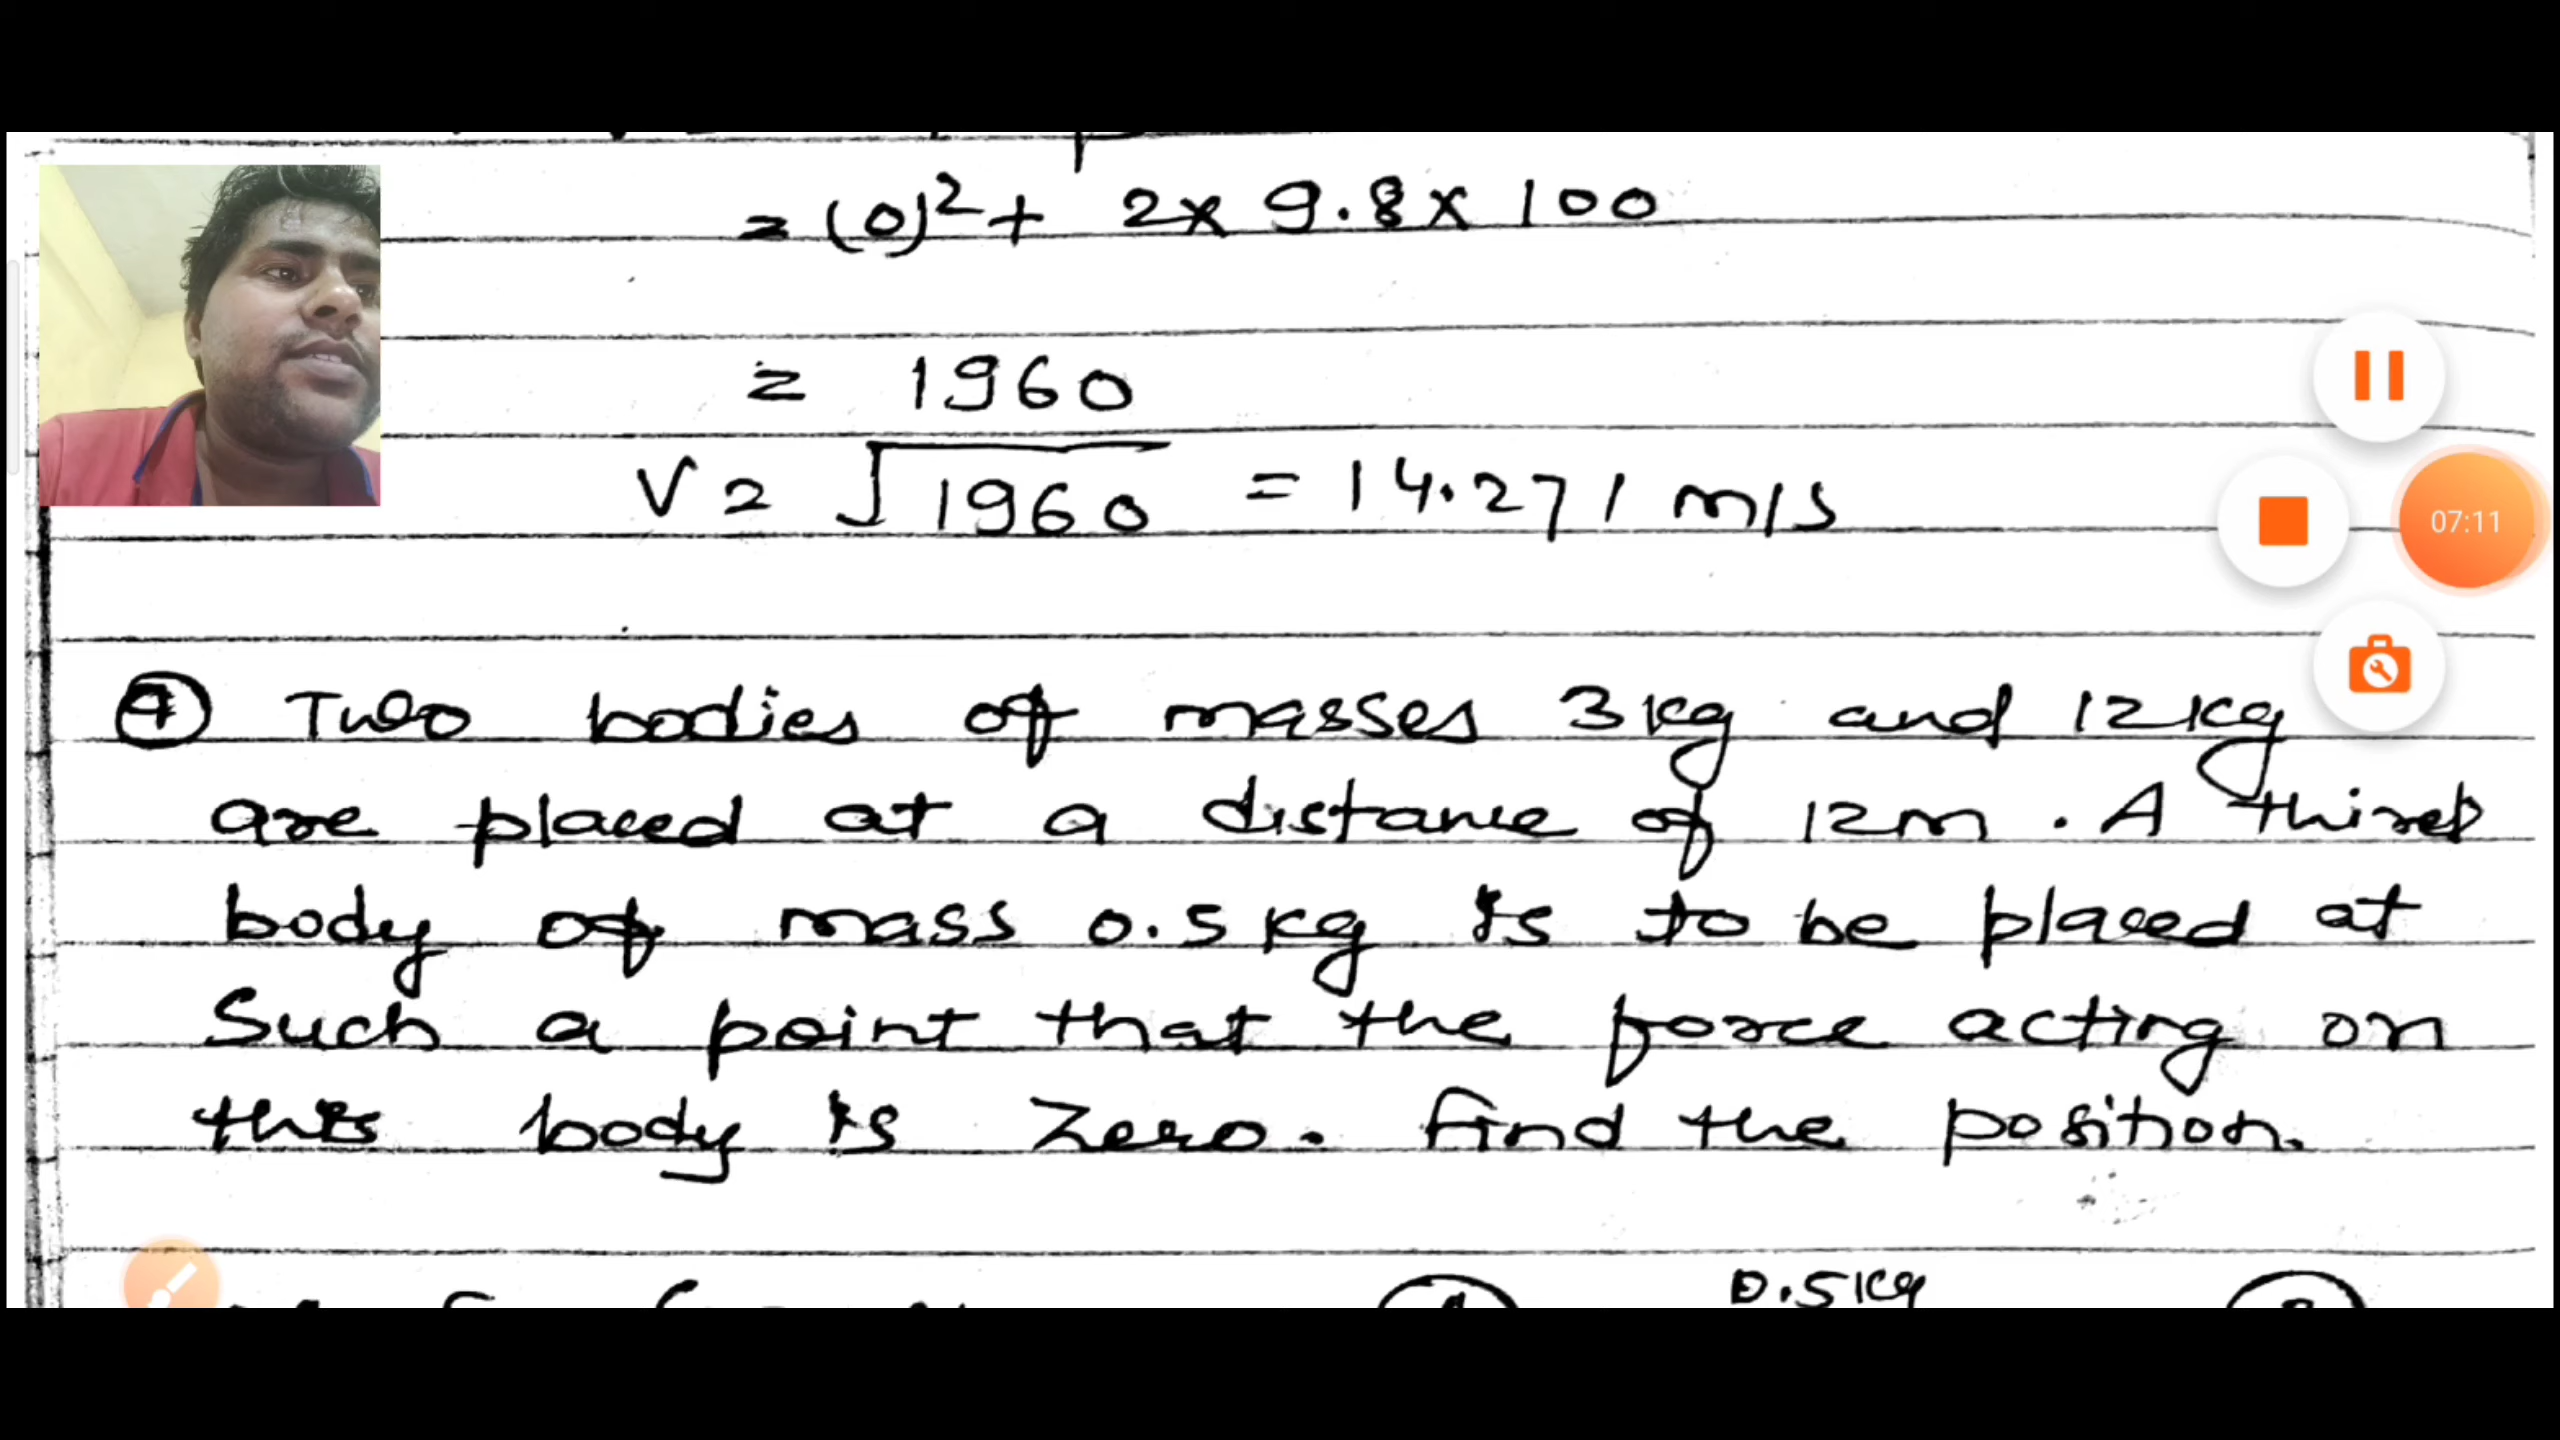 = (0)² + 2 x 9.8 x 100
= 1960
07:11
V = √1960 = 14.271 m/s
Two bodies of masses 3 kg and 12 kg
are placed at a distance of 12 m . A third
body of mass 0.5 kg is to be placed at
Such a point that the force acting on
this body is Zero. Find the position.
0.5 kg